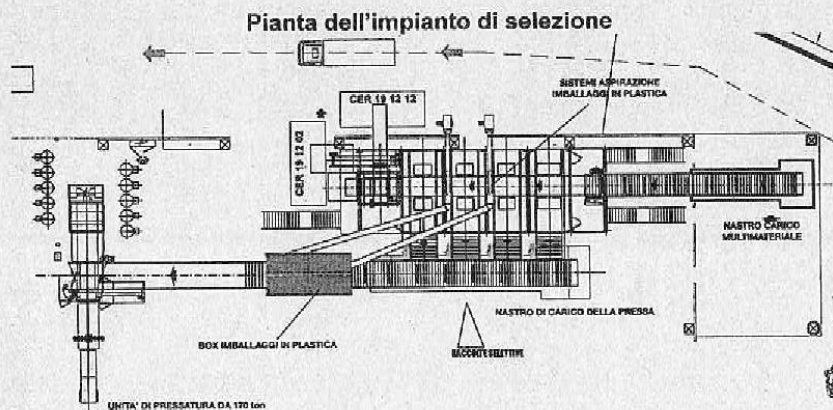 Pianta dell'impianto di selezione
SISTEMI ASPIRAZIONE
IMBALLAGGI IN PLASTICA
CER 19 12 12
CER 19 12 02
NASTRO CARICO
MULTIMATERIALE
NASTRO DI CARICO DELLA PRESSA
BOX IMBALLAGGI IN PLASTICA
RACCOLTE SELETTIVE
UNITA' DI PRESSATURA DA 170 ton